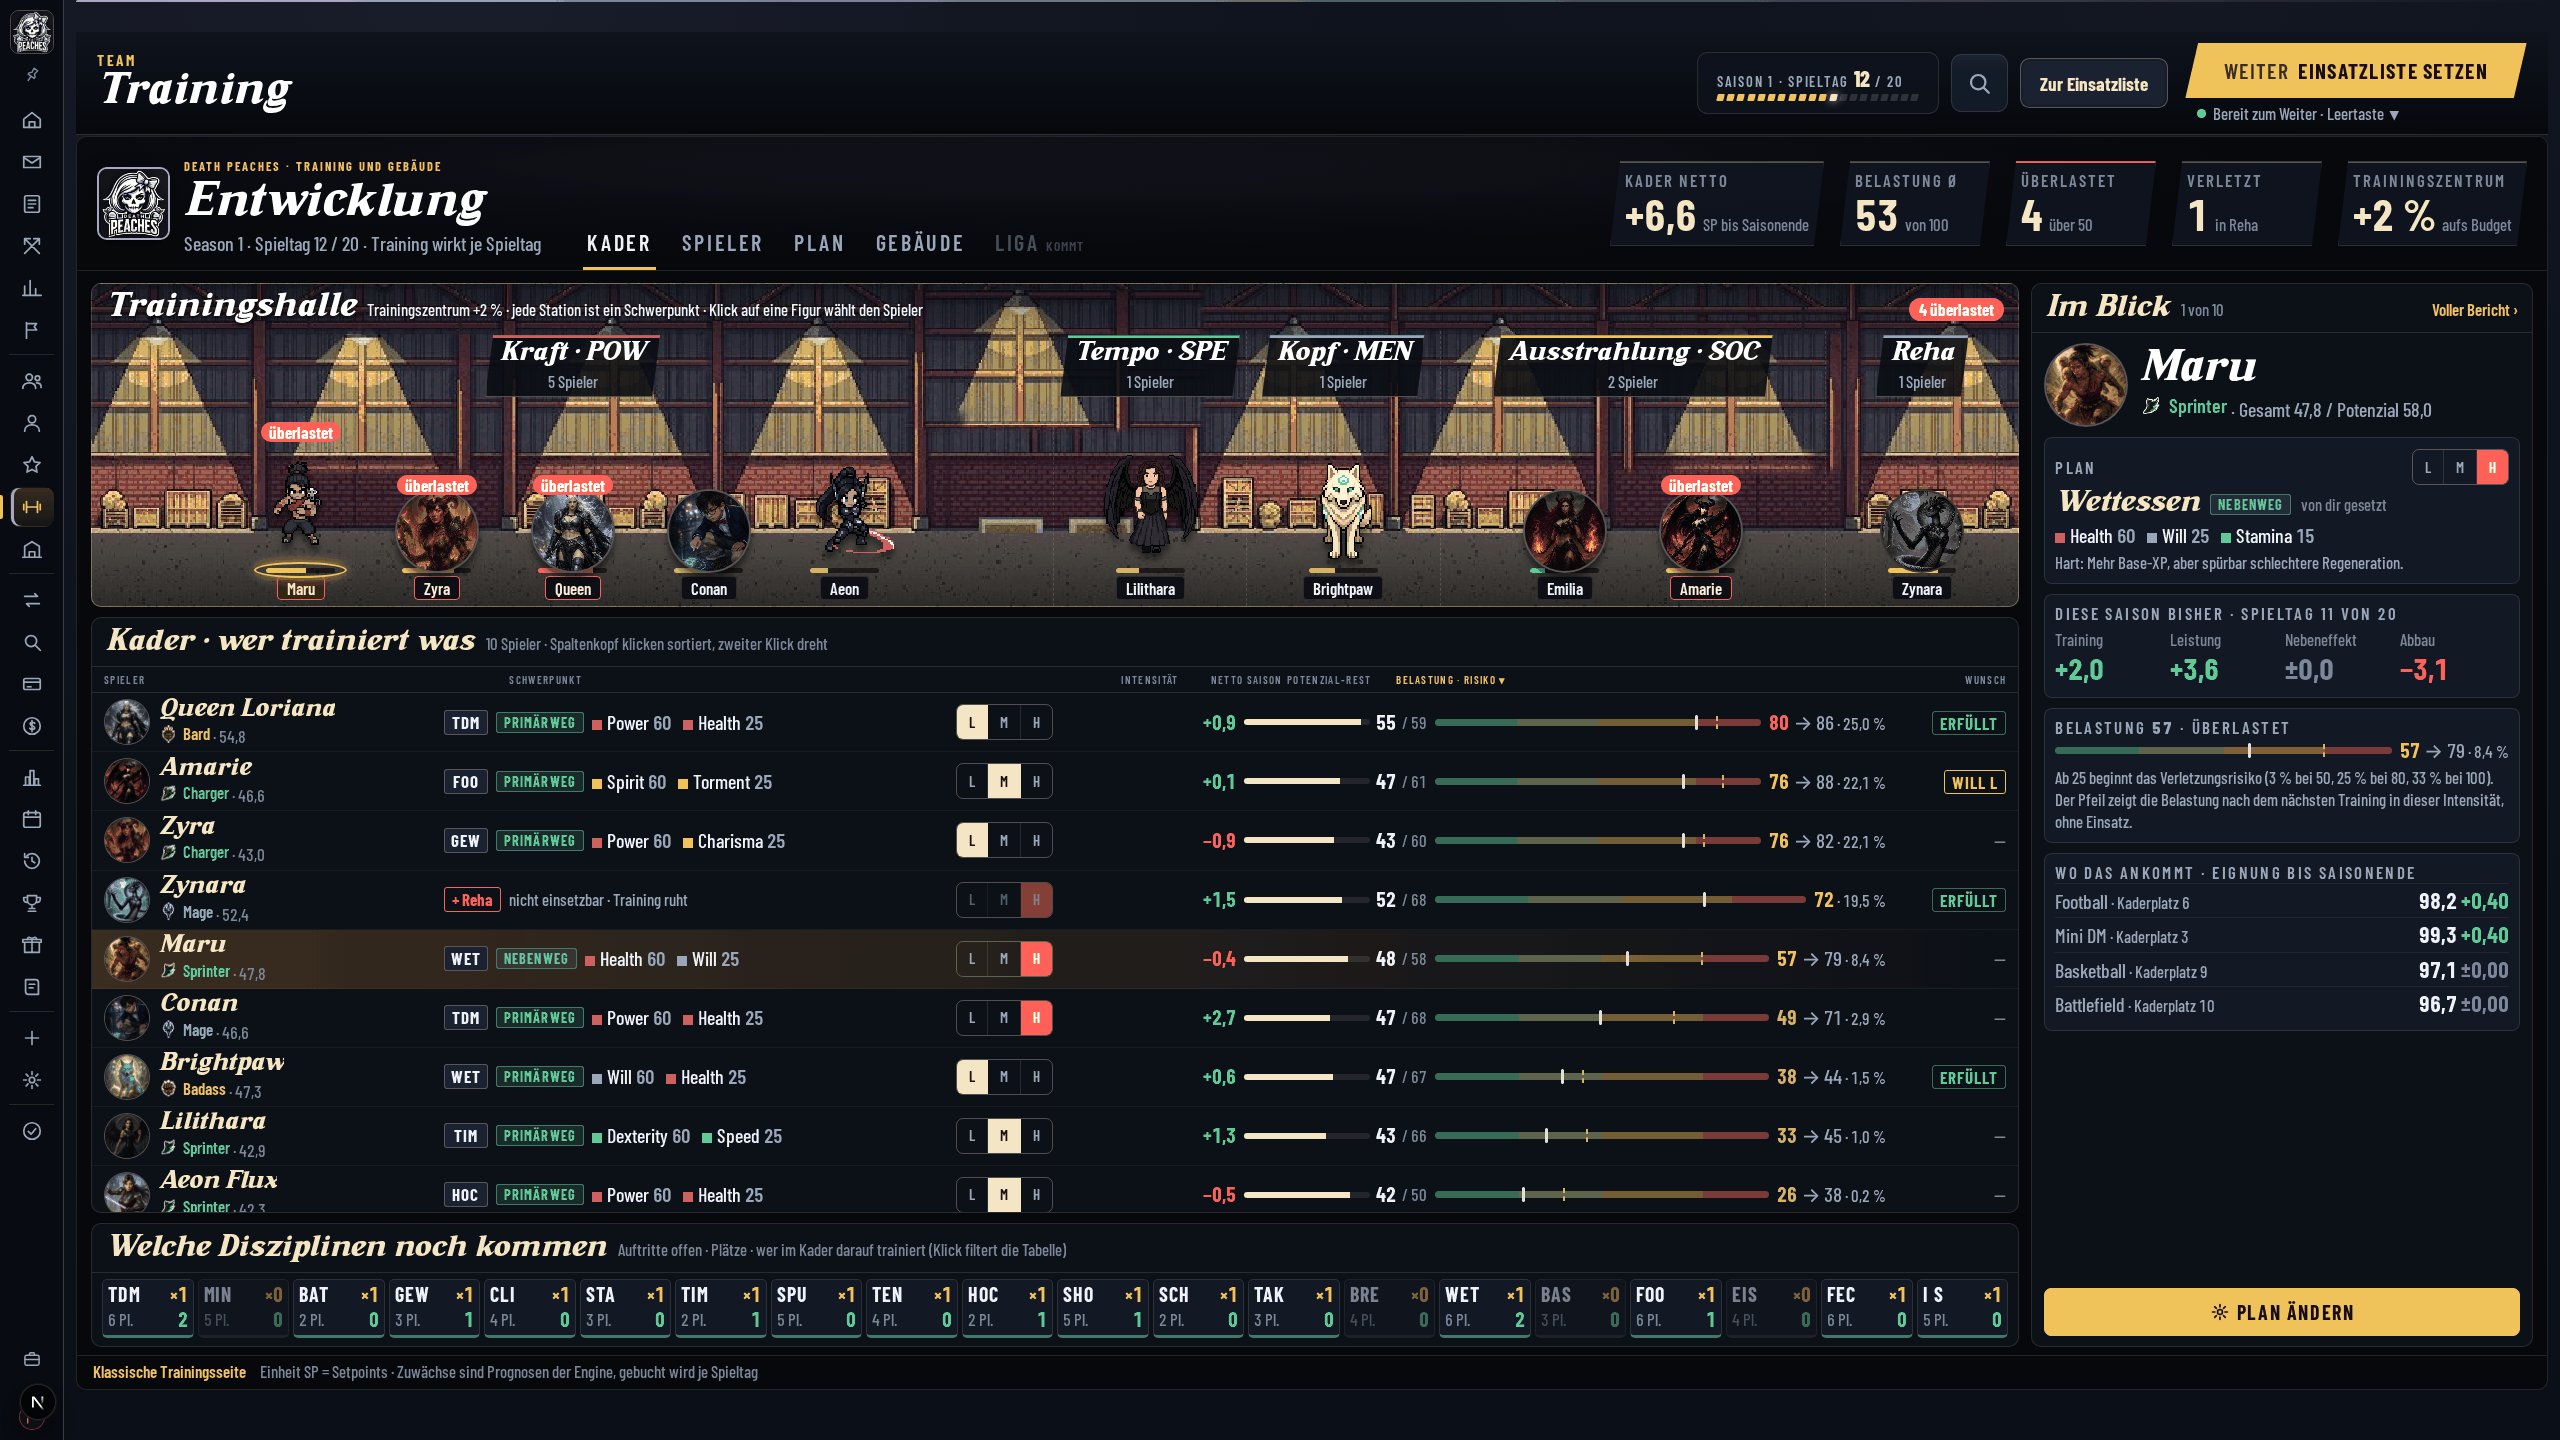 TEAM
Training
SAISON 1 · SPIELTAG 12 / 20
Zur Einsatzliste
WEITER EINSATZLISTE SETZEN
Bereit zum Weiter · Leertaste ▼
DEATH PEACHES · TRAINING UND GEBÄUDE
Entwicklung
Season 1 · Spieltag 12 / 20 · Training wirkt je Spieltag
KADER SPIELER PLAN GEBÄUDE LIGA KOMMT
KADER NETTO
+6,6 SP bis Saisonende
BELASTUNG Ø
53 von 100
ÜBERLASTET
4 über 50
VERLETZT
1 in Reha
TRAININGSZENTRUM
+2 % aufs Budget
Trainingshalle Trainingszentrum +2 % · jede Station ist ein Schwerpunkt · Klick auf eine Figur wählt den Spieler
4 überlastet
Kraft · POW
5 Spieler
Tempo · SPE
1 Spieler
Kopf · MEN
1 Spieler
Ausstrahlung · SOC
2 Spieler
Reha
1 Spieler
überlastet
überlastet
überlastet
überlastet
Maru Zyra Queen Conan Aeon Lilithara Brightpaw Emilia Amarie Zynara
Kader · wer trainiert was 10 Spieler · Spaltenkopf klicken sortiert, zweiter Klick dreht
SPIELER SCHWERPUNKT INTENSITÄT NETTO SAISON POTENZIAL-REST BELASTUNG · RISIKO ▾ WUNSCH
Queen Loriana
Bard · 54,8
TDM PRIMÄRWEG Power 60 Health 25 L M H +0,9 55 / 59 80 → 86 · 25,0 % ERFÜLLT
Amarie
Charger · 46,6
FOO PRIMÄRWEG Spirit 60 Torment 25 L M H +0,1 47 / 61 76 → 88 · 22,1 % WILL L
Zyra
Charger · 43,0
GEW PRIMÄRWEG Power 60 Charisma 25 L M H −0,9 43 / 60 76 → 82 · 22,1 % –
Zynara
Mage · 52,4
+ Reha nicht einsetzbar · Training ruht L M H +1,5 52 / 68 72 · 19,5 % ERFÜLLT
Maru
Sprinter · 47,8
WET NEBENWEG Health 60 Will 25 L M H −0,4 48 / 58 57 → 79 · 8,4 % –
Conan
Mage · 46,6
TDM PRIMÄRWEG Power 60 Health 25 L M H +2,7 47 / 68 49 → 71 · 2,9 % –
Brightpaw
Badass · 47,3
WET PRIMÄRWEG Will 60 Health 25 L M H +0,6 47 / 67 38 → 44 · 1,5 % ERFÜLLT
Lilithara
Sprinter · 42,9
TIM PRIMÄRWEG Dexterity 60 Speed 25 L M H +1,3 43 / 66 33 → 45 · 1,0 % –
Aeon Flux
Sprinter · 42,3
HOC PRIMÄRWEG Power 60 Health 25 L M H −0,5 42 / 50 26 → 38 · 0,2 % –
Welche Disziplinen noch kommen Auftritte offen · Plätze · wer im Kader darauf trainiert (Klick filtert die Tabelle)
TDM ×1 MIN ×0 BAT ×1 GEW ×1 CLI ×1 STA ×1 TIM ×1 SPU ×1 TEN ×1 HOC ×1 SHO ×1 SCH ×1 TAK ×1 BRE ×0 WET ×1 BAS ×0 FOO ×1 EIS ×0 FEC ×1 I S ×1
6 Pl. 2 5 Pl. 0 2 Pl. 0 3 Pl. 1 4 Pl. 0 3 Pl. 0 2 Pl. 1 5 Pl. 0 4 Pl. 0 2 Pl. 1 5 Pl. 1 2 Pl. 0 3 Pl. 0 4 Pl. 0 6 Pl. 2 3 Pl. 0 6 Pl. 1 4 Pl. 0 6 Pl. 0 5 Pl. 0
Im Blick 1 von 10 Voller Bericht ›
Maru
Sprinter · Gesamt 47,8 / Potenzial 58,0
PLAN L M H
Wettessen NEBENWEG von dir gesetzt
Health 60 Will 25 Stamina 15
Hart: Mehr Base-XP, aber spürbar schlechtere Regeneration.
DIESE SAISON BISHER · SPIELTAG 11 VON 20
Training Leistung Nebeneffekt Abbau
+2,0 +3,6 ±0,0 −3,1
BELASTUNG 57 · ÜBERLASTET
57 → 79 · 8,4 %
Ab 25 beginnt das Verletzungsrisiko (3 % bei 50, 25 % bei 80, 33 % bei 100).
Der Pfeil zeigt die Belastung nach dem nächsten Training in dieser Intensität,
ohne Einsatz.
WO DAS ANKOMMT · EIGNUNG BIS SAISONENDE
Football · Kaderplatz 6 98,2 +0,40
Mini DM · Kaderplatz 3 99,3 +0,40
Basketball · Kaderplatz 9 97,1 ±0,00
Battlefield · Kaderplatz 10 96,7 ±0,00
PLAN ÄNDERN
Klassische Trainingsseite Einheit SP = Setpoints · Zuwächse sind Prognosen der Engine, gebucht wird je Spieltag
N